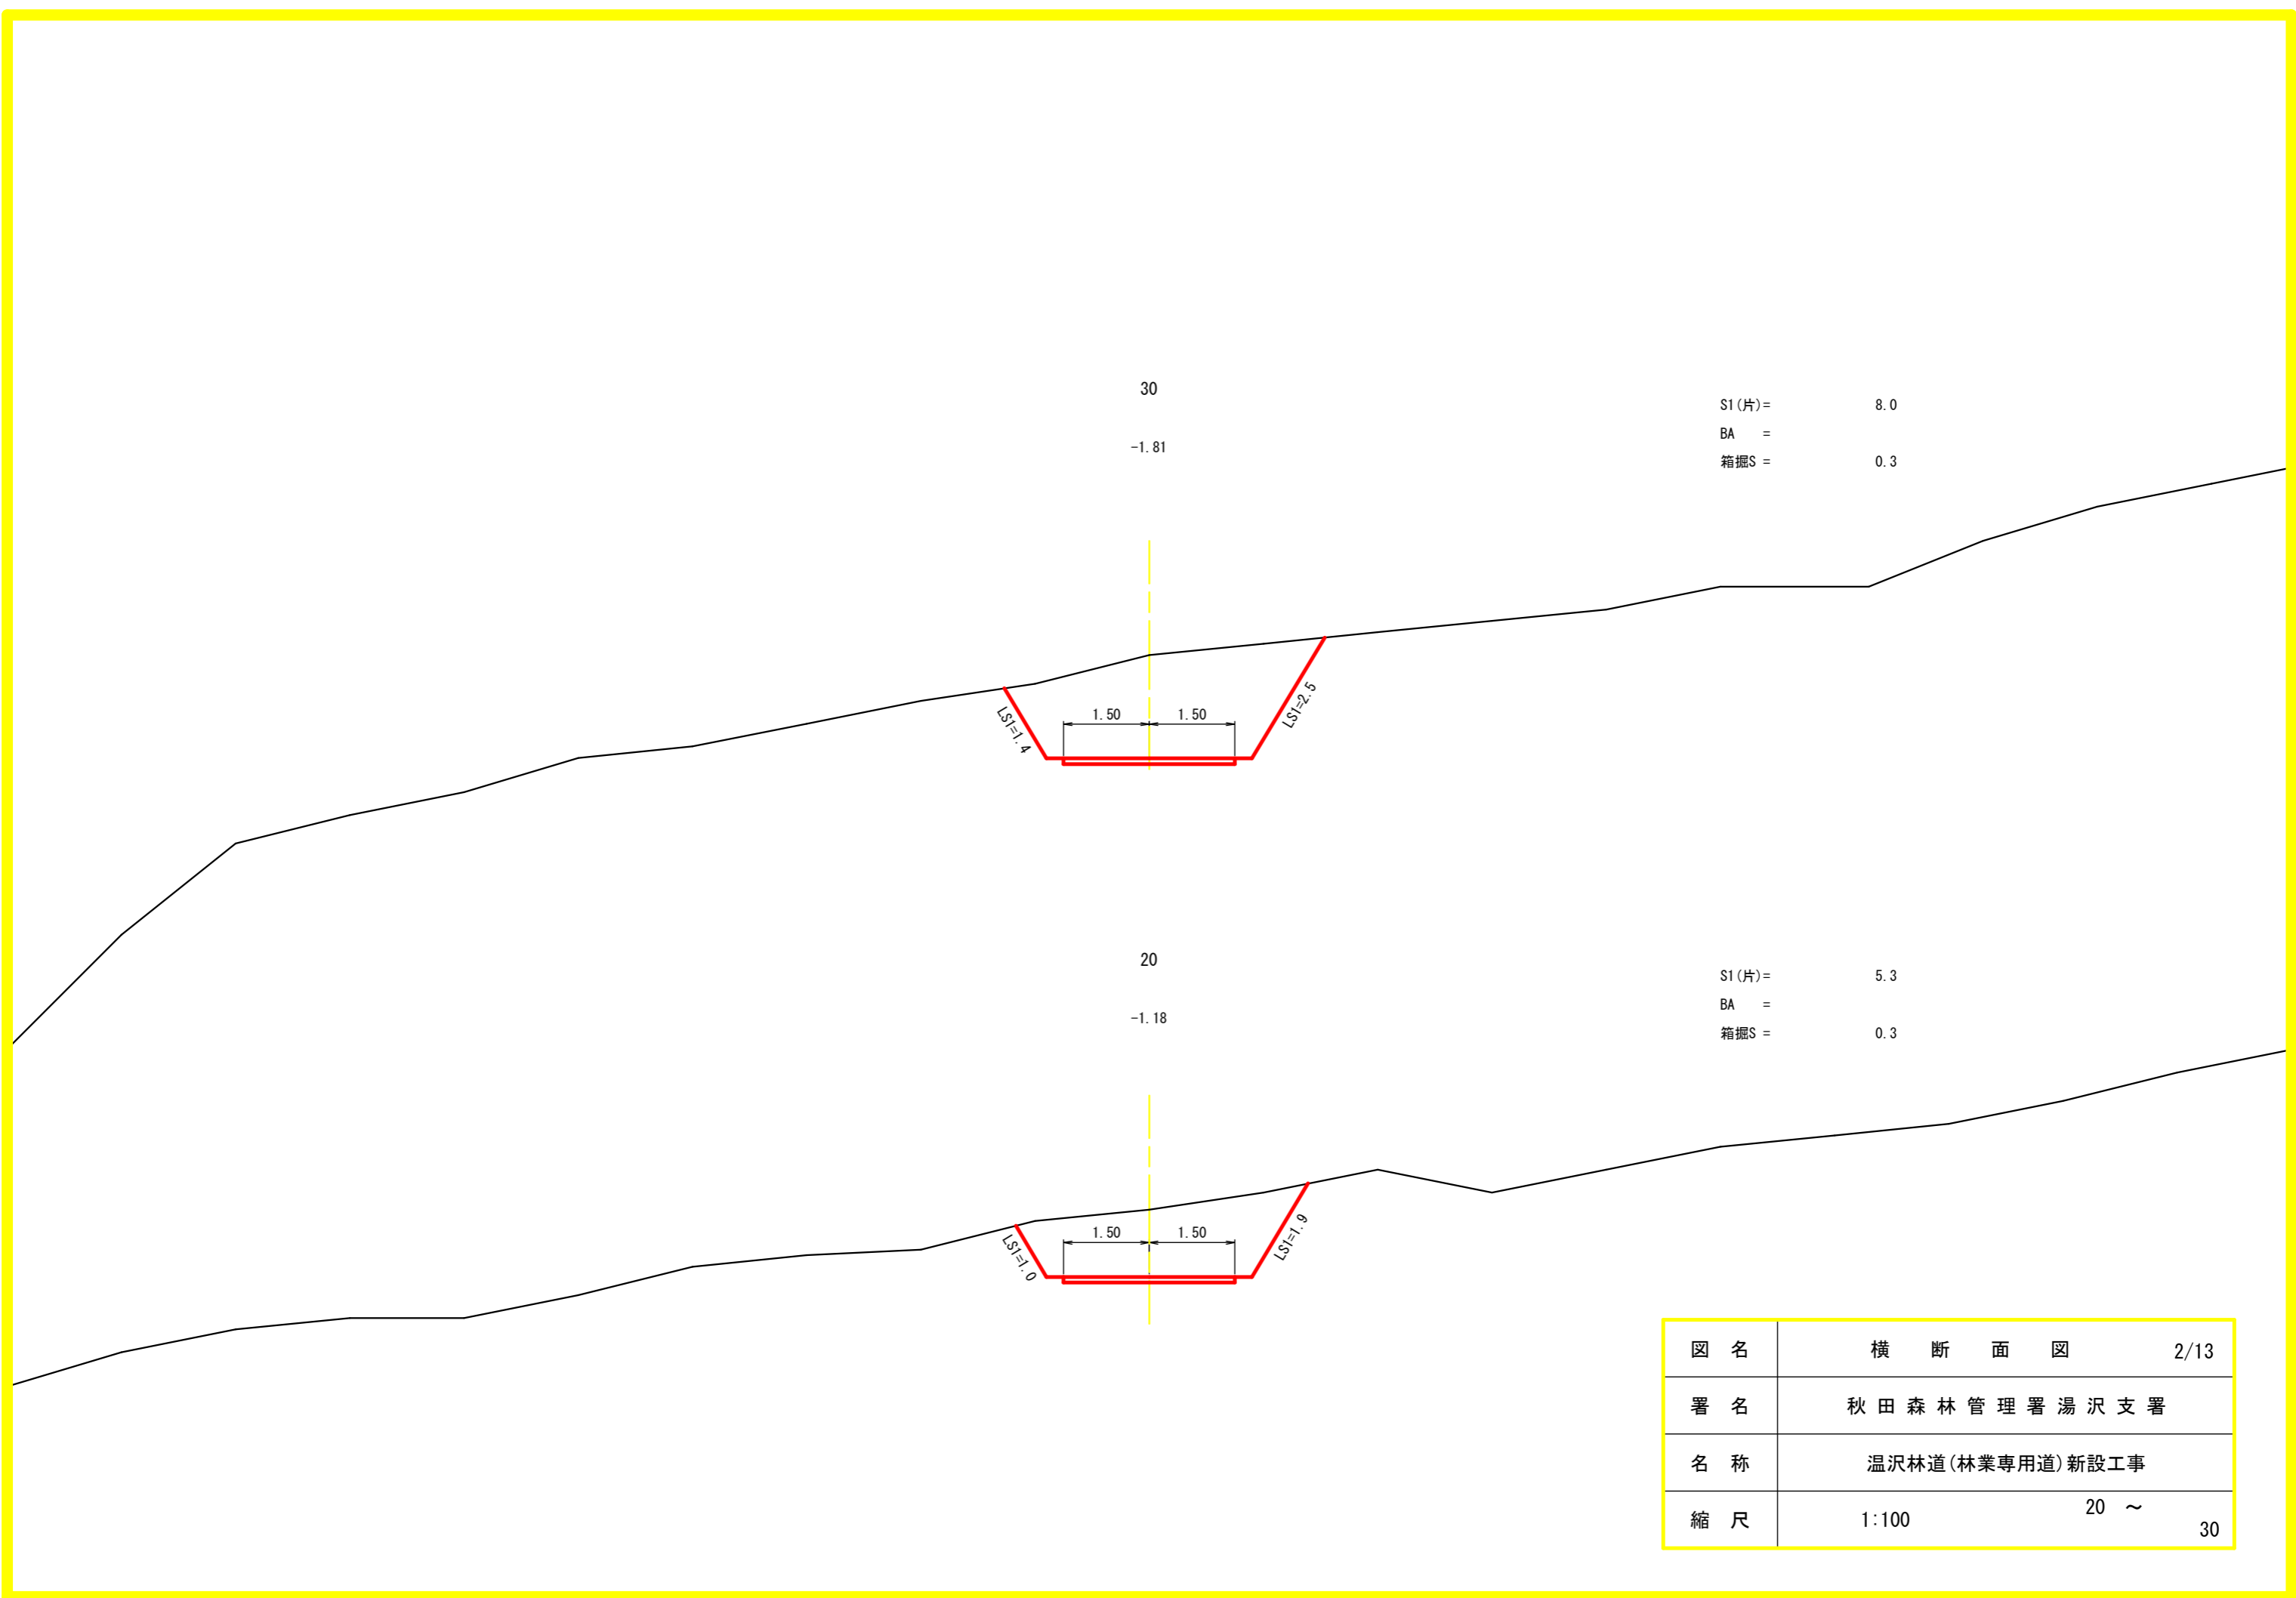 30
-1.81
S1(片)= 8.0
BA =
箱掘S = 0.3
LS1=1.4
1.50 1.50
LS1=2.5
20
-1.18
S1(片)= 5.3
BA =
箱掘S = 0.3
LS1=1.0
1.50 1.50
LS1=1.9
図 名 横 断 面 図 2/13
署 名 秋田森林管理署湯沢支署
名 称 温沢林道(林業専用道)新設工事
縮 尺 1:100 20 ～
30